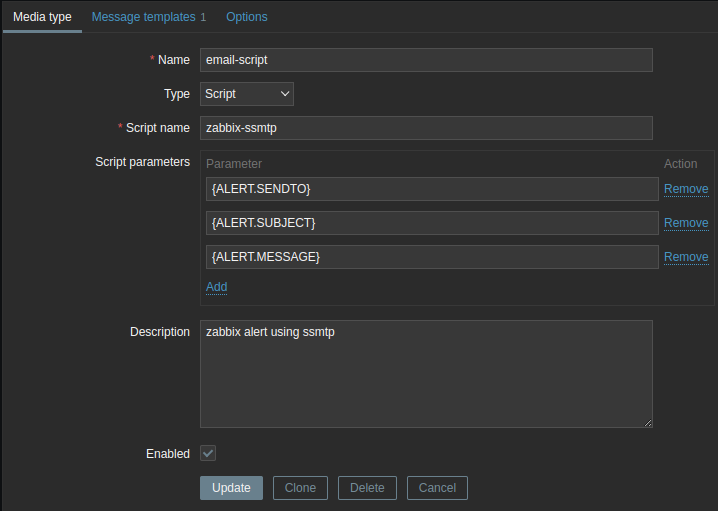 Media type Message templates 1 Options
* Name email-script
Type Script
* Script name zabbix-ssmtp
Script parameters Parameter Action
{ALERT.SENDTO} Remove
{ALERT.SUBJECT} Remove
{ALERT.MESSAGE} Remove
Add
Description zabbix alert using ssmtp
Enabled
Update Clone Delete Cancel